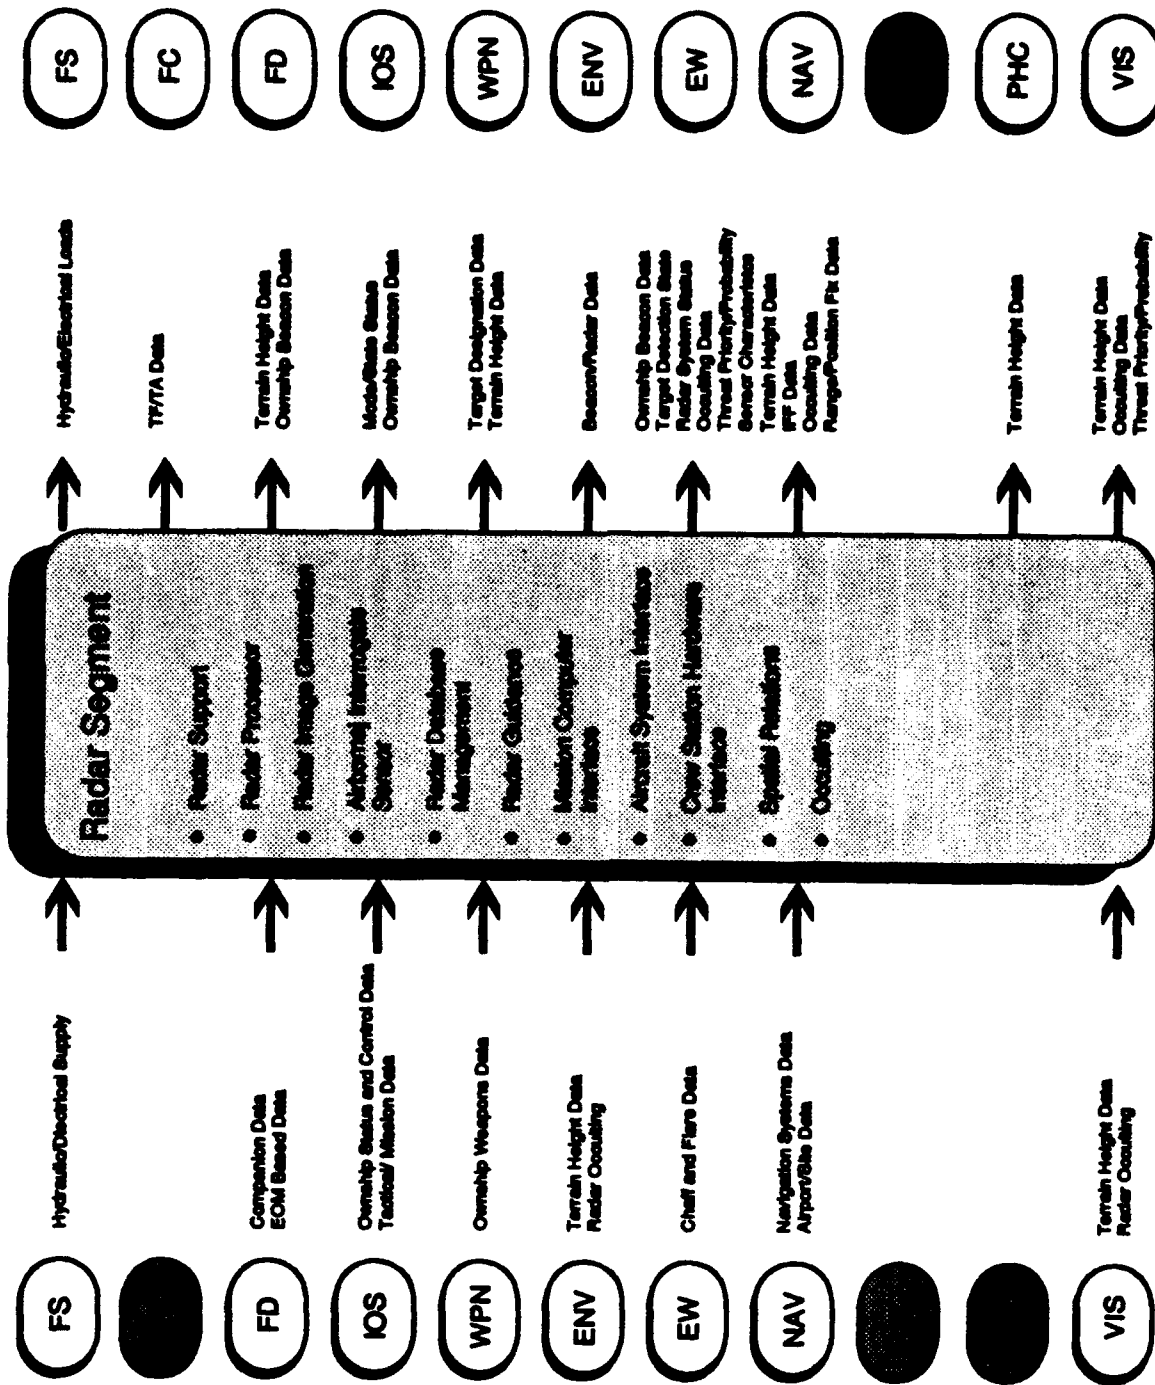 FS
FD
IOS
WPN
ENV
EW
NAV
VIS
Hydraulic/Electrical Supply
Companion Data
EOM Based Data
Ownship Status and Control Data
Tactical/ Mission Data
Ownship Weapons Data
Terrain Height Data
Radar Occulting
Chaff and Flare Data
Navigation Systems Data
Airport/Site Data
Terrain Height Data
Radar Occulting
Radar Segment
• Radar Support
• Radar Processor
• Radar Image Generation
• Airborne Interrogate
Sensor
• Radar Database
Management
• Radar Guidance
• Mission Computer
Interface
• Aircraft System Interface
• Crew Station Hardware
Interface
• Spatial Relations
• Occulting
Hydraulic/Electrical Loads
TF/TA Data
Terrain Height Data
Ownship Beacon Data
Mode/State Status
Ownship Beacon Data
Target Designation Data
Terrain Height Data
Beacon/Radar Data
Ownship Beacon Data
Target Detection State
Radar System Status
Occulting Data
Threat Priority/Probability
Sensor Characteristics
Terrain Height Data
IFF Data
Occulting Data
Range/Position Fix Data
Terrain Height Data
Terrain Height Data
Occulting Data
Threat Priority/Probability
FS
FC
FD
IOS
WPN
ENV
EW
NAV
PHC
VIS